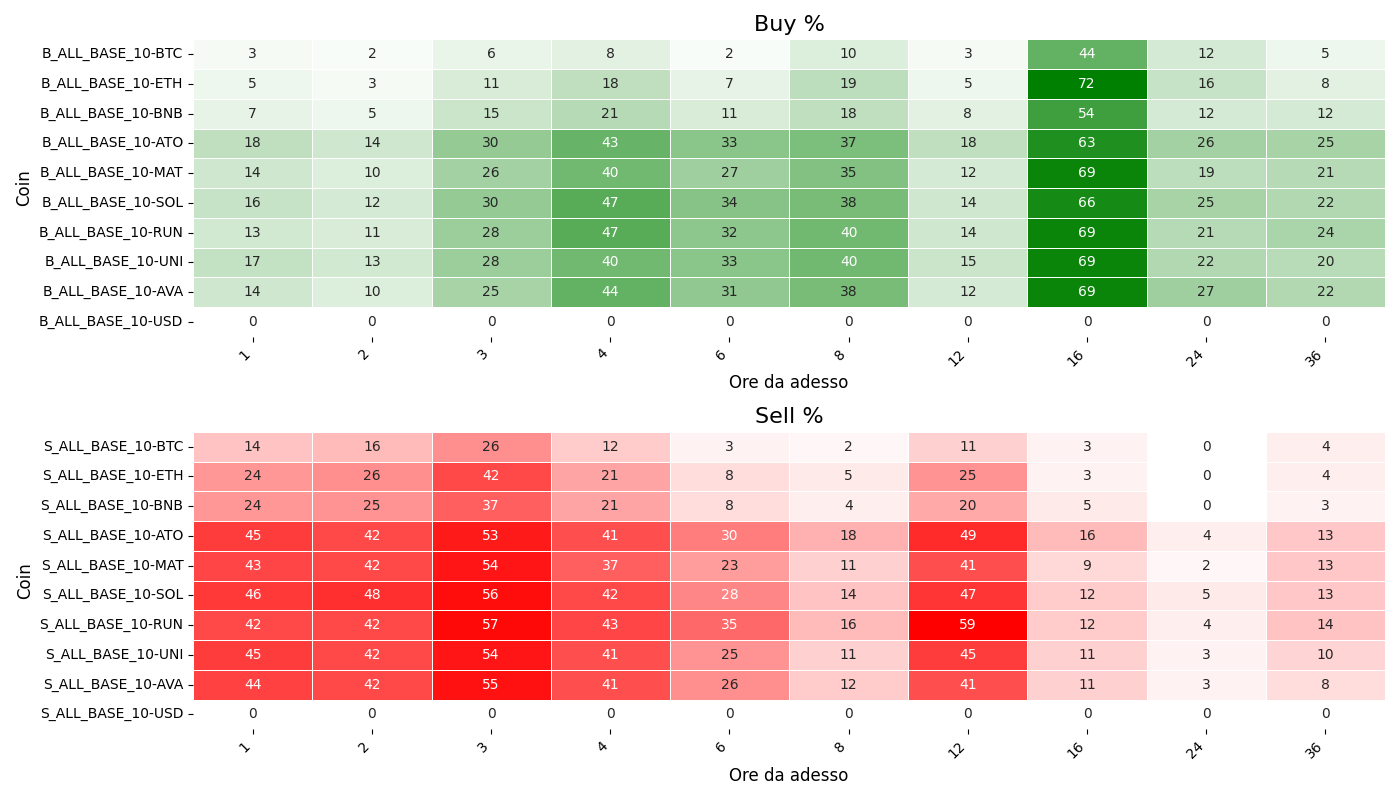 Buy %
Coin
B_ALL_BASE_10-BTC 3 2 6 8 2 10 3 44 12 5
B_ALL_BASE_10-ETH 5 3 11 18 7 19 5 72 16 8
B_ALL_BASE_10-BNB 7 5 15 21 11 18 8 54 12 12
B_ALL_BASE_10-ATO 18 14 30 43 33 37 18 63 26 25
B_ALL_BASE_10-MAT 14 10 26 40 27 35 12 69 19 21
B_ALL_BASE_10-SOL 16 12 30 47 34 38 14 66 25 22
B_ALL_BASE_10-RUN 13 11 28 47 32 40 14 69 21 24
B_ALL_BASE_10-UNI 17 13 28 40 33 40 15 69 22 20
B_ALL_BASE_10-AVA 14 10 25 44 31 38 12 69 27 22
B_ALL_BASE_10-USD 0 0 0 0 0 0 0 0 0 0
1 2 3 4 6 8 12 16 24 36
Ore da adesso
Sell %
Coin
S_ALL_BASE_10-BTC 14 16 26 12 3 2 11 3 0 4
S_ALL_BASE_10-ETH 24 26 42 21 8 5 25 3 0 4
S_ALL_BASE_10-BNB 24 25 37 21 8 4 20 5 0 3
S_ALL_BASE_10-ATO 45 42 53 41 30 18 49 16 4 13
S_ALL_BASE_10-MAT 43 42 54 37 23 11 41 9 2 13
S_ALL_BASE_10-SOL 46 48 56 42 28 14 47 12 5 13
S_ALL_BASE_10-RUN 42 42 57 43 35 16 59 12 4 14
S_ALL_BASE_10-UNI 45 42 54 41 25 11 45 11 3 10
S_ALL_BASE_10-AVA 44 42 55 41 26 12 41 11 3 8
S_ALL_BASE_10-USD 0 0 0 0 0 0 0 0 0 0
1 2 3 4 6 8 12 16 24 36
Ore da adesso